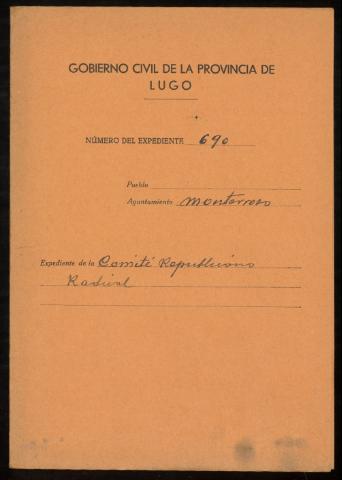 GOBIERNO CIVIL DE LA PROVINCIA DE
LUGO
NÚMERO DEL EXPEDIENTE 690
Pueblo
Ayuntamiento Monterroso
Expediente de la Comité Republicano
Radical